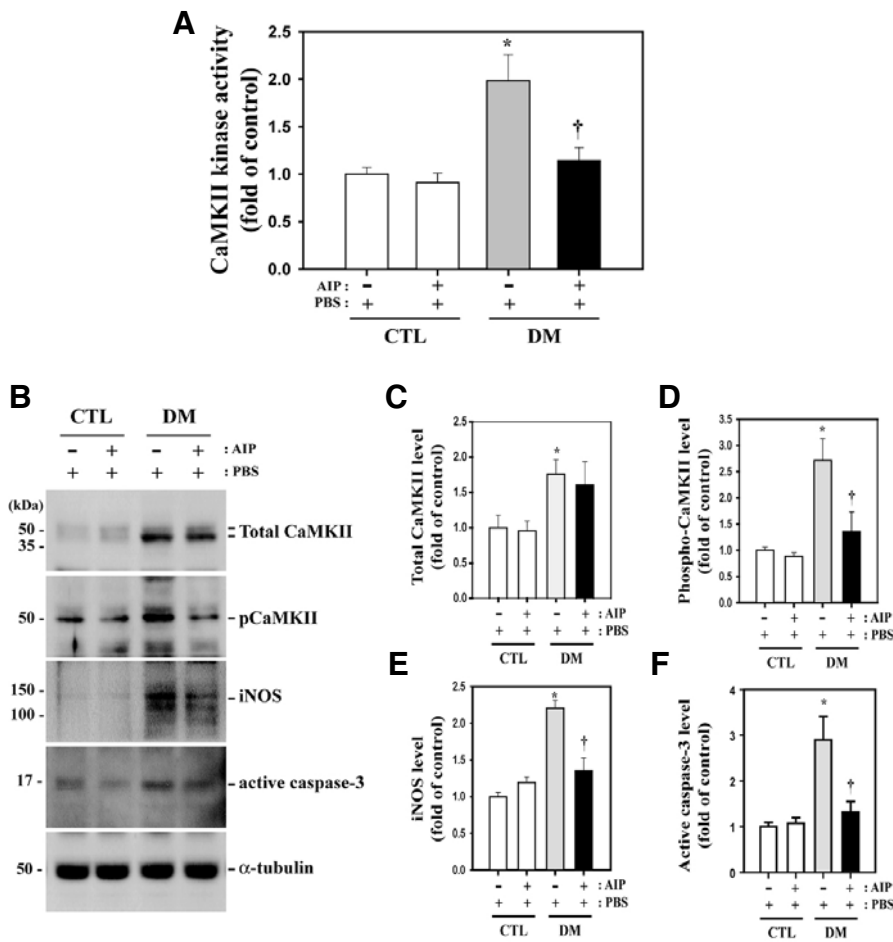 A
CaMKII kinase activity
(fold of control)
2.5
2.0
1.5
1.0
0.5
0.0
*
†
AIP : - + - +
PBS : + + + +
CTL DM
B
CTL DM
- + - + : AIP
+ + + + : PBS
(kDa)
50 - Total CaMKII
35 -
50 - - pCaMKII
150 - - iNOS
100 -
17 - - active caspase-3
50 - - α-tubulin
C
Total CaMKII level
(fold of control)
2.5
2.0
1.5
1.0
0.5
0.0
*
- + - + : AIP
+ + + + : PBS
CTL DM
D
Phospho-CaMKII level
(fold of control)
3.5
3.0
2.5
2.0
1.5
1.0
0.5
0.0
*
†
- + - + : AIP
+ + + + : PBS
CTL DM
E
iNOS level
(fold of control)
2.5
2.0
1.5
1.0
0.5
0.0
*
†
- + - + : AIP
+ + + + : PBS
CTL DM
F
Active caspase-3 level
(fold of control)
4
3
2
1
0
*
†
- + - + : AIP
+ + + + : PBS
CTL DM